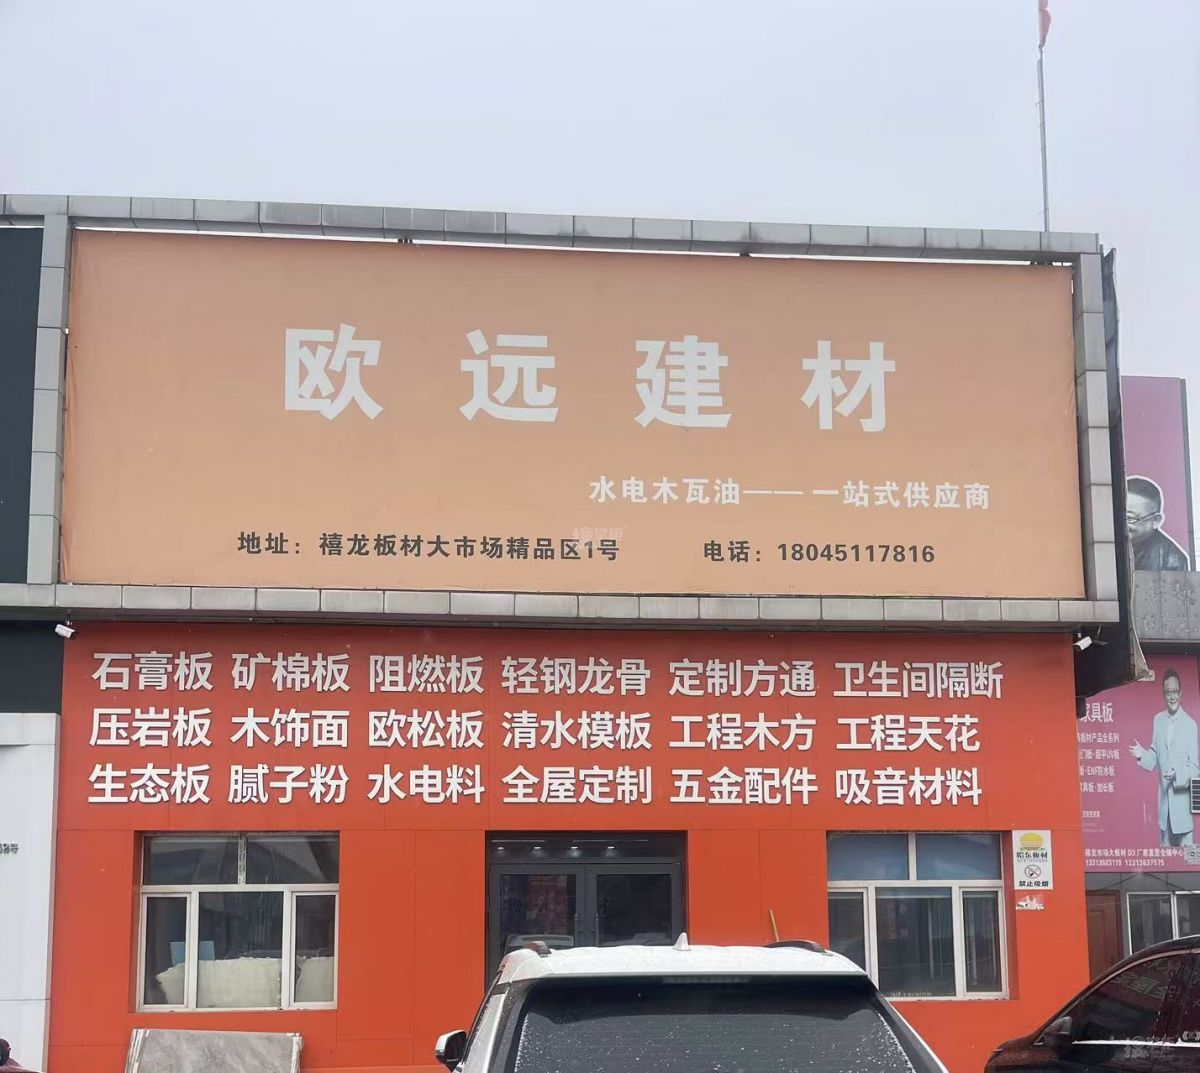 欧远建材
水电木瓦油——一站式供应商
地址：禧龙板材大市场精品区1号 电话：18045117816
石膏板 矿棉板 阻燃板 轻钢龙骨 定制方通 卫生间隔断
压岩板 木饰面 欧松板 清水模板 工程木方 工程天花
生态板 腻子粉 水电料 全屋定制 五金配件 吸音材料
家具板
禁止吸烟
13213637575